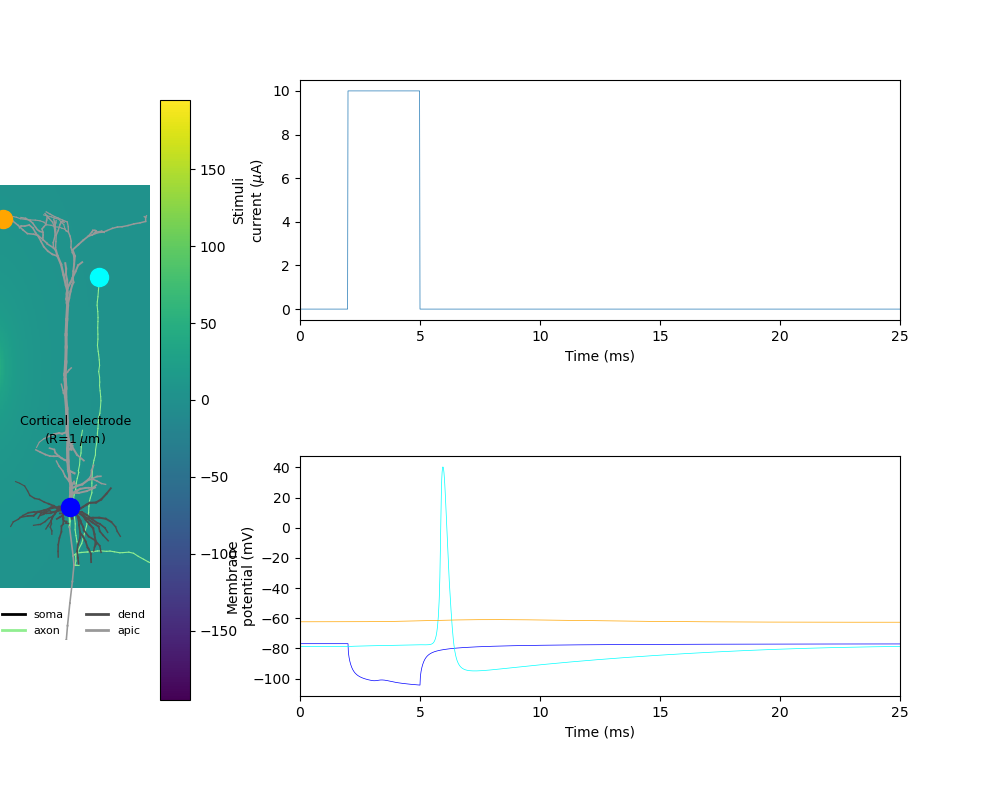 Cortical electrode
(R=1 μm)
soma
dend
axon
apic
150
100
50
0
−50
−100
−150
Stimuli
current (μA)
10
8
6
4
2
0
0 5 10 15 20 25
Time (ms)
Membrane
potential (mV)
40
20
0
−20
−40
−60
−80
−100
0 5 10 15 20 25
Time (ms)